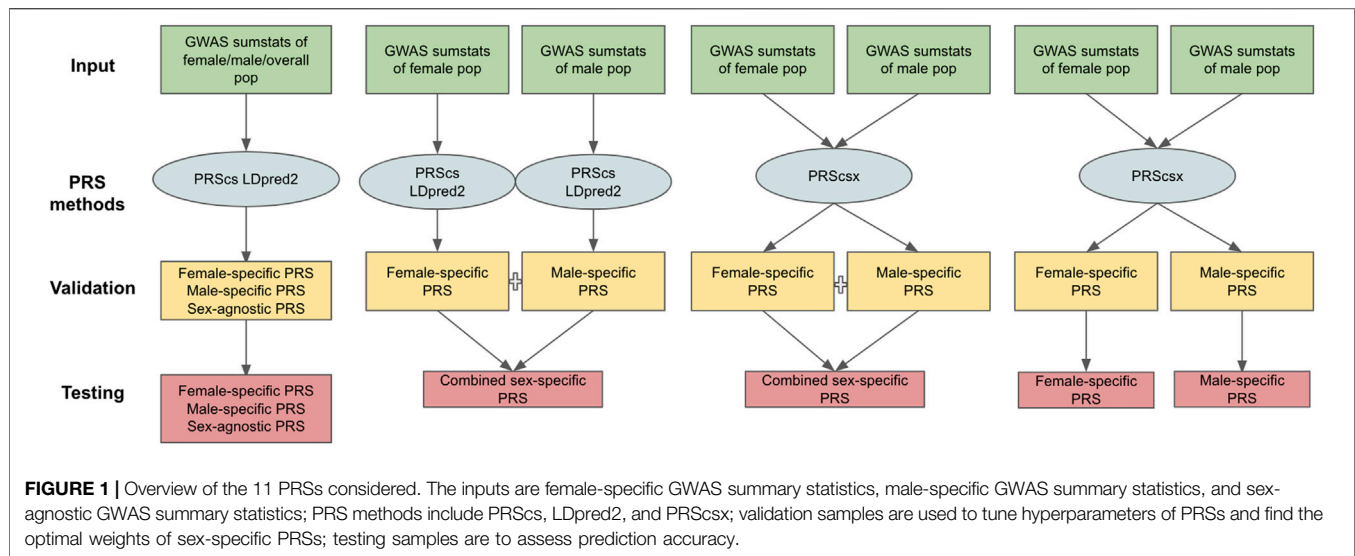 Input
GWAS sumstats of
female/male/overall
pop
GWAS sumstats
of female pop
GWAS sumstats
of male pop
GWAS sumstats
of female pop
GWAS sumstats
of male pop
GWAS sumstats
of female pop
GWAS sumstats
of male pop
PRS
methods
PRScs LDpred2
PRScs
LDpred2
PRScs
LDpred2
PRScsx
PRScsx
Validation
Female-specific PRS
Male-specific PRS
Sex-agnostic PRS
Female-specific
PRS
Male-specific
PRS
Female-specific
PRS
Male-specific
PRS
Female-specific
PRS
Male-specific
PRS
Testing
Female-specific PRS
Male-specific PRS
Sex-agnostic PRS
Combined sex-specific
PRS
Combined sex-specific
PRS
Female-specific
PRS
Male-specific
PRS
FIGURE 1 | Overview of the 11 PRSs considered. The inputs are female-specific GWAS summary statistics, male-specific GWAS summary statistics, and sex-
agnostic GWAS summary statistics; PRS methods include PRScs, LDpred2, and PRScsx; validation samples are used to tune hyperparameters of PRSs and find the
optimal weights of sex-specific PRSs; testing samples are to assess prediction accuracy.